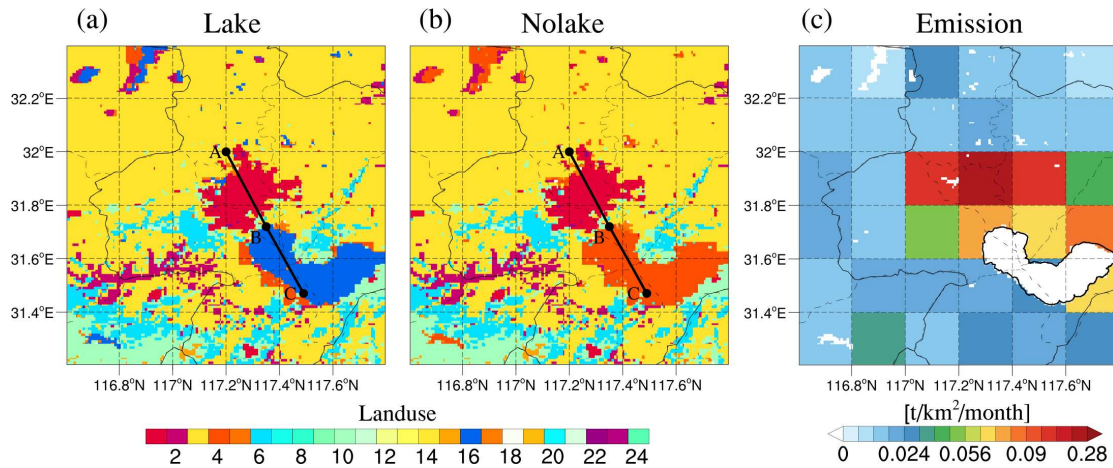 (a) Lake
(b) Nolake
(c) Emission
32.2°E
32°E
31.8°E
31.6°E
31.4°E
A
B
C
A
B
C
116.8°N 117°N 117.2°N 117.4°N 117.6°N
116.8°N 117°N 117.2°N 117.4°N 117.6°N
116.8°N 117°N 117.2°N 117.4°N 117.6°N
32.2°E
32°E
31.8°E
31.6°E
31.4°E
Landuse
2 4 6 8 10 12 14 16 18 20 22 24
[t/km²/month]
0 0.024 0.056 0.09 0.28